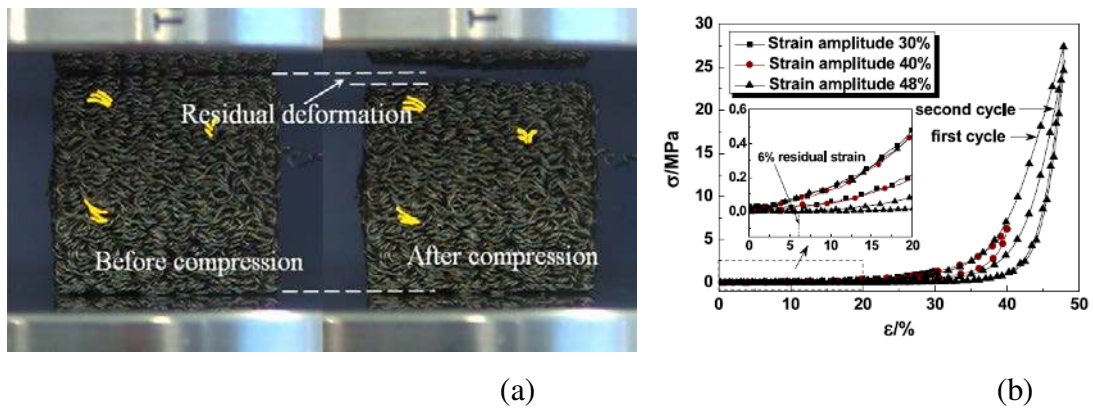 Residual deformation
Before compression
After compression
(a)
30
25
20
15
10
5
0
σ/MPa
Strain amplitude 30%
Strain amplitude 40%
Strain amplitude 48%
second cycle
first cycle
0.6
0.4
0.2
0.0
6% residual strain
0 5 10 15 20
0 10 20 30 40 50
ε/%
(b)